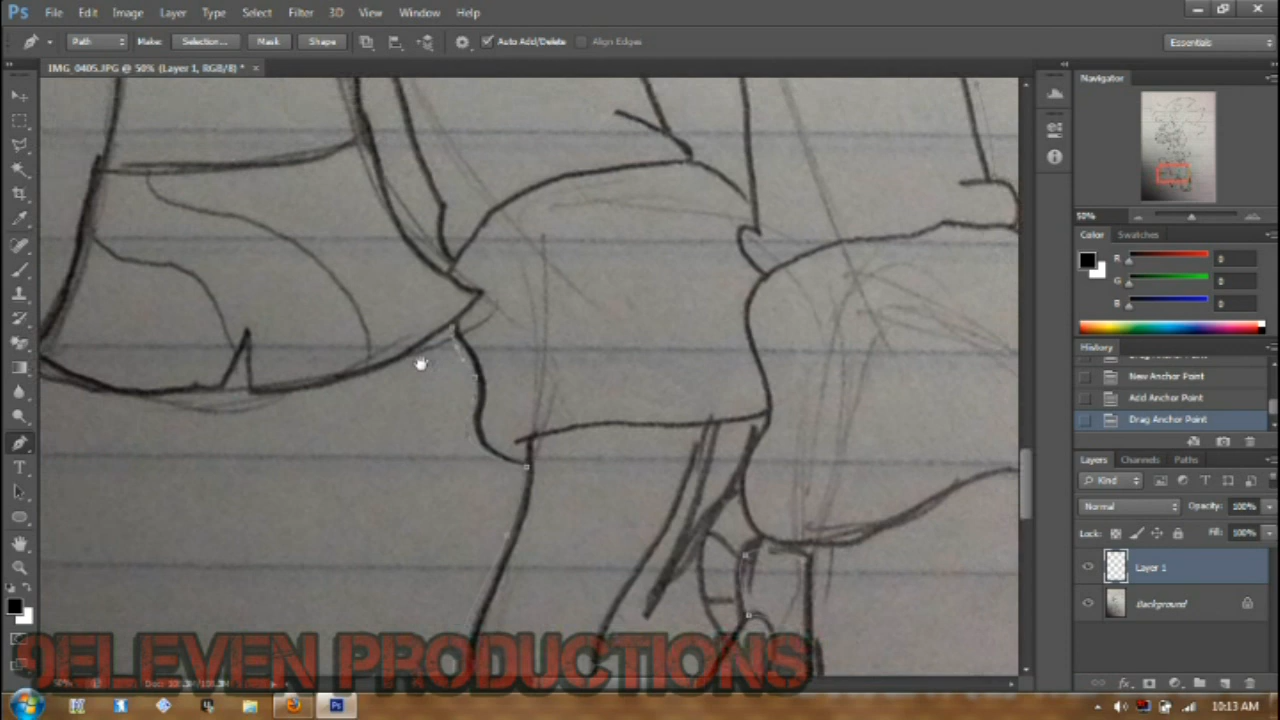 Ps File Edit Image Layer Type Select Filter 3D View Window Help
Path Make: Selection... Mask Shape Auto Add/Delete Align Edges Essentials
IMG_0405.JPG @ 50% (Layer 1, RGB/8) * ×
Navigator
50%
Color Swatches
R 0
G 0
B 0
History
New Anchor Point
Add Anchor Point
Drag Anchor Point
Layers Channels Paths
Kind
Normal Opacity: 100%
Lock: Fill: 100%
Layer 1
Background
9ELEVEN PRODUCTIONS
10:13 AM